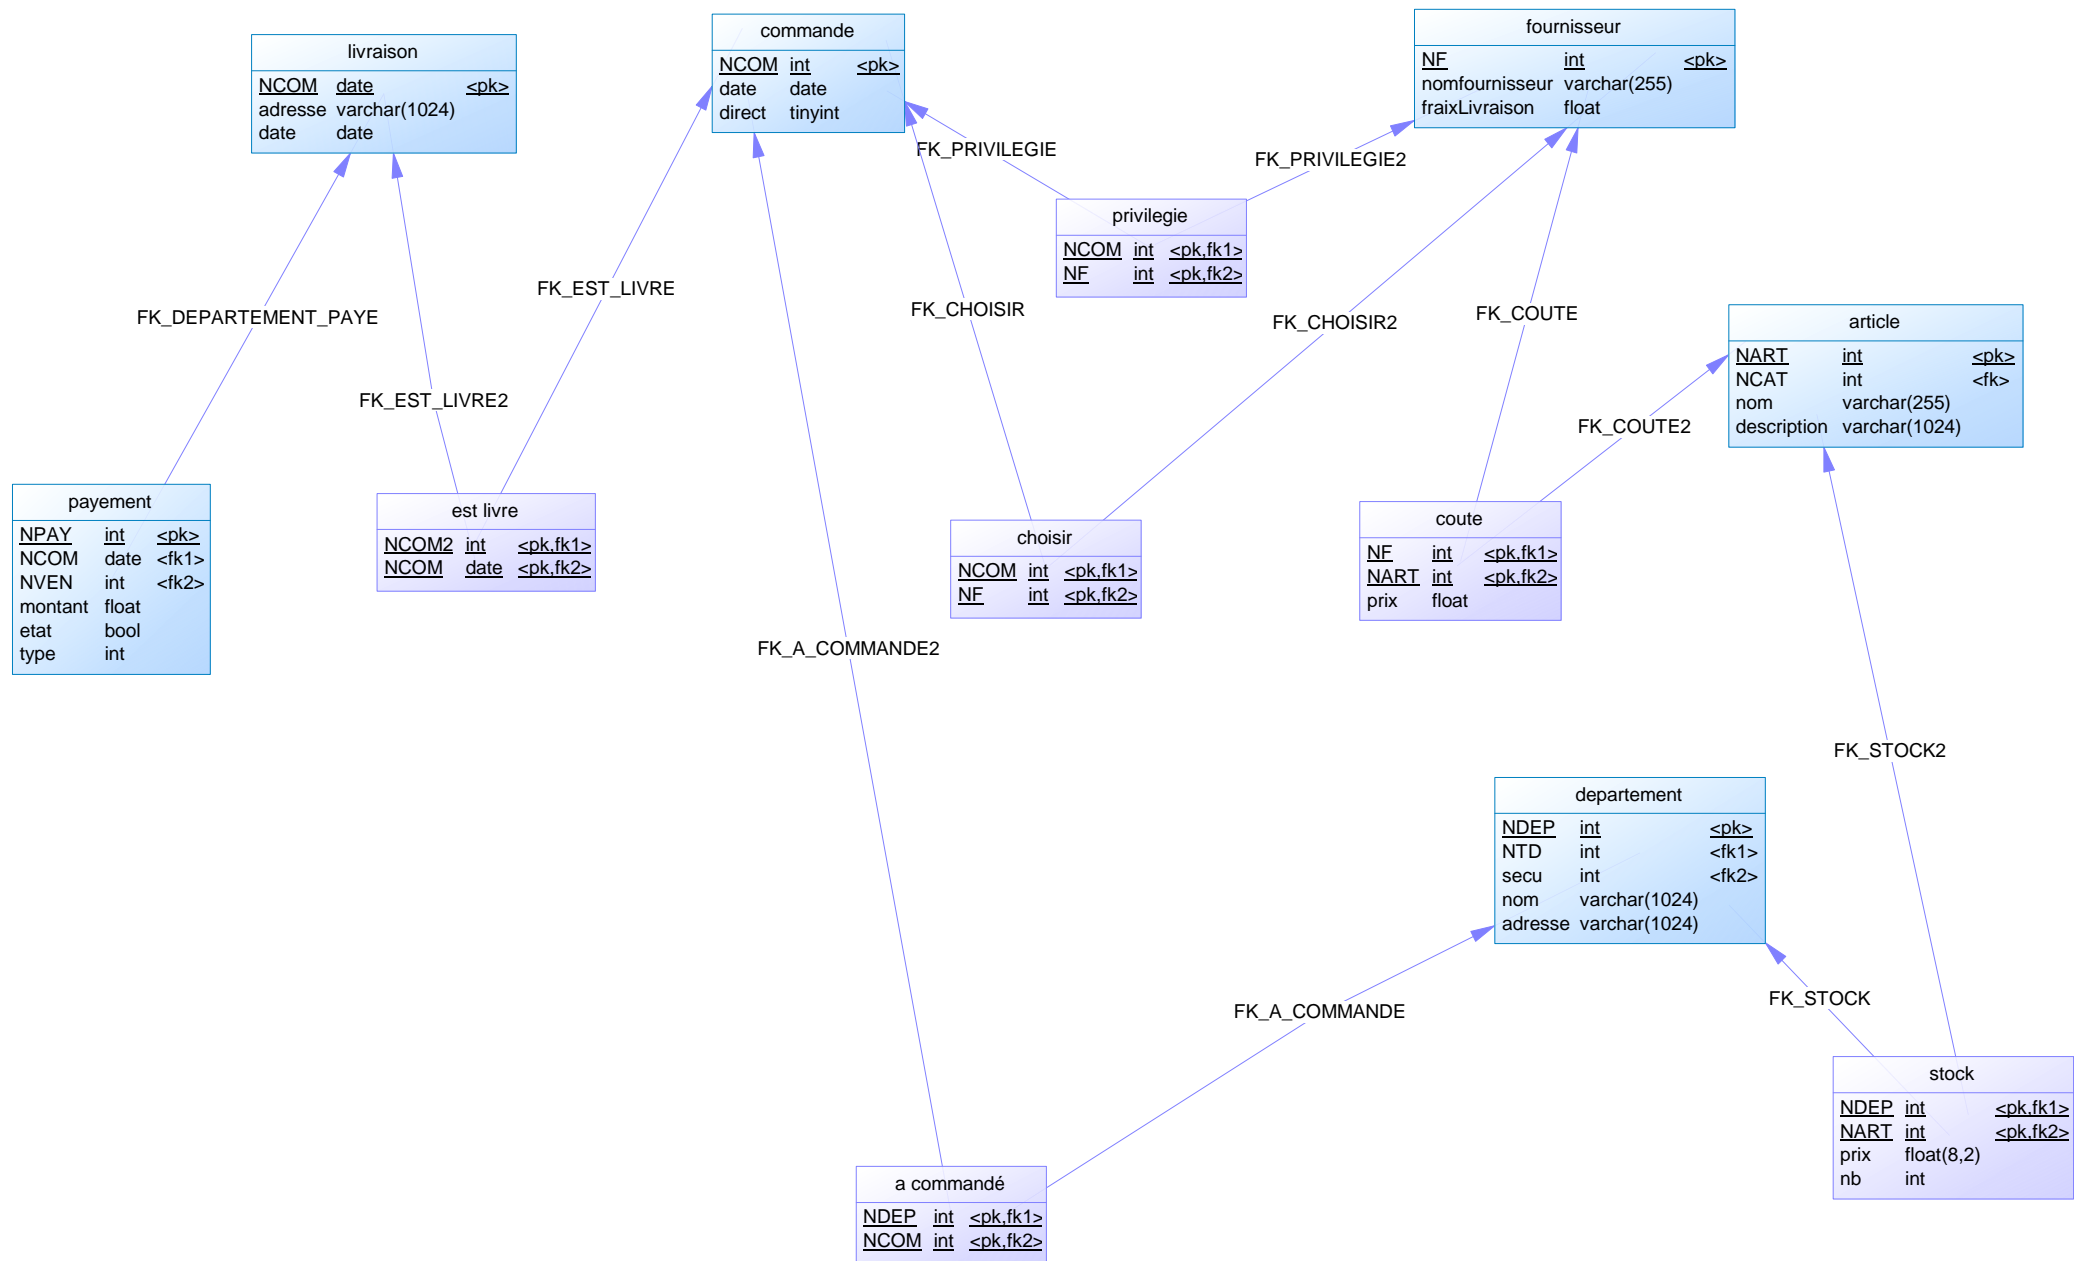 livraison
NCOM date <pk>
adresse varchar(1024)
date date
commande
NCOM int <pk>
date date
direct tinyint
fournisseur
NF int <pk>
nomfournisseur varchar(255)
fraixLivraison float
FK_PRIVILEGIE
FK_PRIVILEGIE2
privilegie
NCOM int <pk,fk1>
NF int <pk,fk2>
FK_DEPARTEMENT_PAYE
FK_EST_LIVRE
FK_CHOISIR
FK_CHOISIR2
FK_COUTE
article
NART int <pk>
NCAT int <fk>
nom varchar(255)
description varchar(1024)
FK_EST_LIVRE2
FK_COUTE2
payement
NPAY int <pk>
NCOM date <fk1>
NVEN int <fk2>
montant float
etat bool
type int
est livre
NCOM2 int <pk,fk1>
NCOM date <pk,fk2>
choisir
NCOM int <pk,fk1>
NF int <pk,fk2>
coute
NF int <pk,fk1>
NART int <pk,fk2>
prix float
FK_A_COMMANDE2
FK_STOCK2
departement
NDEP int <pk>
NTD int <fk1>
secu int <fk2>
nom varchar(1024)
adresse varchar(1024)
FK_A_COMMANDE
FK_STOCK
stock
NDEP int <pk,fk1>
NART int <pk,fk2>
prix float(8,2)
nb int
a commandé
NDEP int <pk,fk1>
NCOM int <pk,fk2>